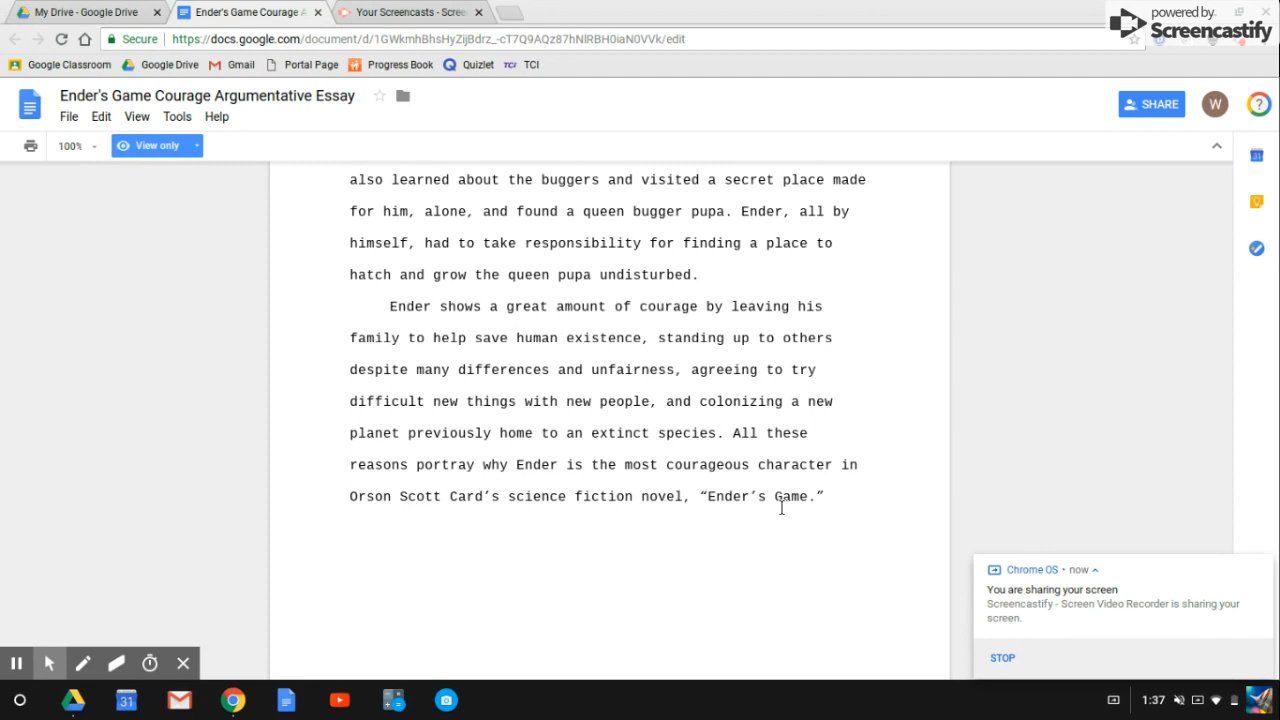 My Drive - Google Drive
Ender's Game Courage A
Your Screencasts - Scree
powered by
Screencastify
Secure
https://docs.google.com/document/d/1GWkmhBhsHyZijBdrz_-cT7Q9AQz87hNlRBH0iaN0VVk/edit
Google Classroom
Google Drive
Gmail
Portal Page
Progress Book
Quizlet
TCI
TCI
Ender's Game Courage Argumentative Essay
SHARE
W
?
File Edit View Tools Help
100%
View only
31
also learned about the buggers and visited a secret place made
for him, alone, and found a queen bugger pupa. Ender, all by
himself, had to take responsibility for finding a place to
hatch and grow the queen pupa undisturbed.
Ender shows a great amount of courage by leaving his
family to help save human existence, standing up to others
despite many differences and unfairness, agreeing to try
difficult new things with new people, and colonizing a new
planet previously home to an extinct species. All these
reasons portray why Ender is the most courageous character in
Orson Scott Card’s science fiction novel, “Ender’s Game.”
Chrome OS • now
You are sharing your screen
Screencastify - Screen Video Recorder is sharing your
screen.
STOP
31
1:37